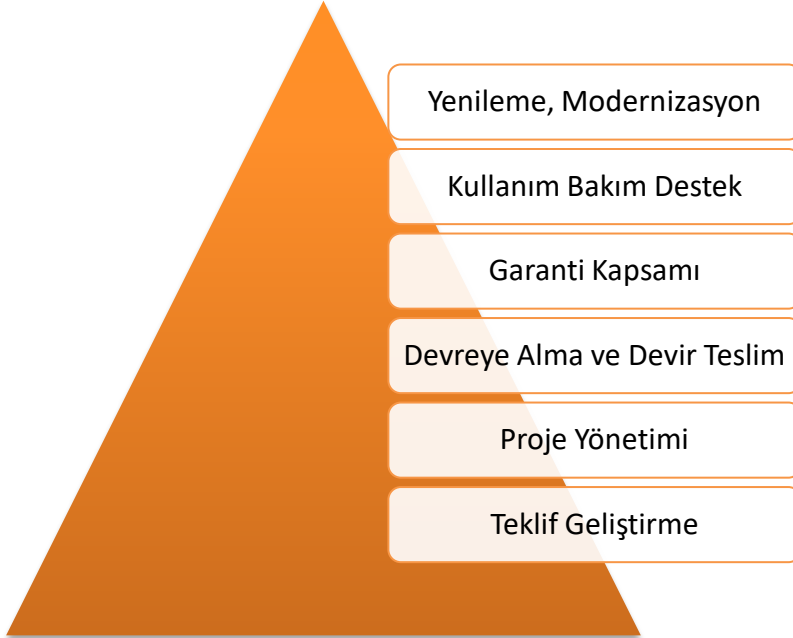 Yenileme, Modernizasyon
Kullanım Bakım Destek
Garanti Kapsamı
Devreye Alma ve Devir Teslim
Proje Yönetimi
Teklif Geliştirme